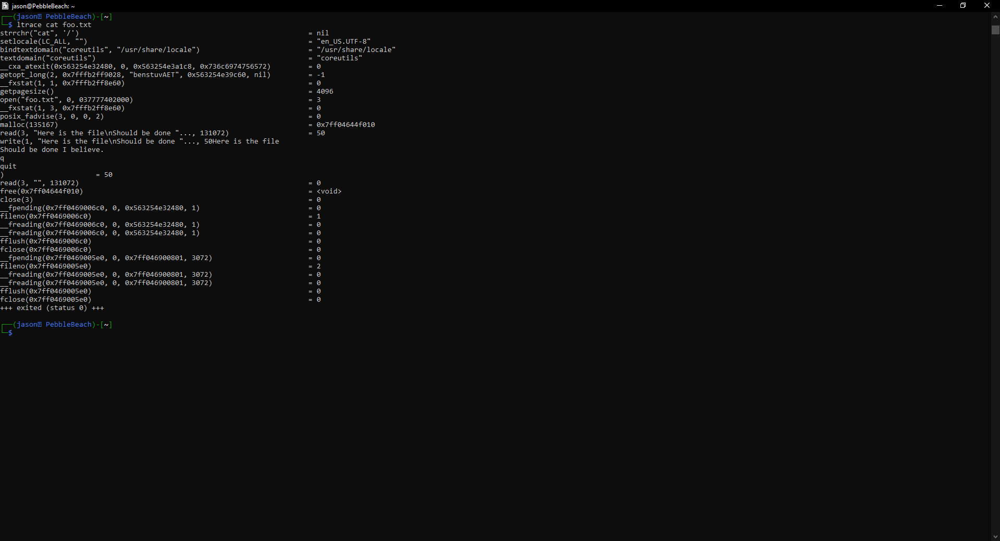 jason@PebbleBeach: ~
┌──(jason⍰ PebbleBeach)-[~]
└─$ ltrace cat foo.txt
strrchr("cat", '/') = nil
setlocale(LC_ALL, "") = "en_US.UTF-8"
bindtextdomain("coreutils", "/usr/share/locale") = "/usr/share/locale"
textdomain("coreutils") = "coreutils"
__cxa_atexit(0x563254e32480, 0, 0x563254e3a1c8, 0x736c6974756572) = 0
getopt_long(2, 0x7fffb2ff9028, "benstuvAET", 0x563254e39c60, nil) = -1
__fxstat(1, 1, 0x7fffb2ff8e60) = 0
getpagesize() = 4096
open("foo.txt", 0, 037777402000) = 3
__fxstat(1, 3, 0x7fffb2ff8e60) = 0
posix_fadvise(3, 0, 0, 2) = 0
malloc(135167) = 0x7ff04644f010
read(3, "Here is the file\nShould be done "..., 131072) = 50
write(1, "Here is the file\nShould be done "..., 50Here is the file
Should be done I believe.
q
quit
) = 50
read(3, "", 131072) = 0
free(0x7ff04644f010) = <void>
close(3) = 0
__fpending(0x7ff0469006c0, 0, 0x563254e32480, 1) = 0
fileno(0x7ff0469006c0) = 1
__freading(0x7ff0469006c0, 0, 0x563254e32480, 1) = 0
__freading(0x7ff0469006c0, 0, 0x563254e32480, 1) = 0
fflush(0x7ff0469006c0) = 0
fclose(0x7ff0469006c0) = 0
__fpending(0x7ff0469005e0, 0, 0x7ff046900801, 3072) = 0
fileno(0x7ff0469005e0) = 2
__freading(0x7ff0469005e0, 0, 0x7ff046900801, 3072) = 0
__freading(0x7ff0469005e0, 0, 0x7ff046900801, 3072) = 0
fflush(0x7ff0469005e0) = 0
fclose(0x7ff0469005e0) = 0
+++ exited (status 0) +++
┌──(jason⍰ PebbleBeach)-[~]
└─$